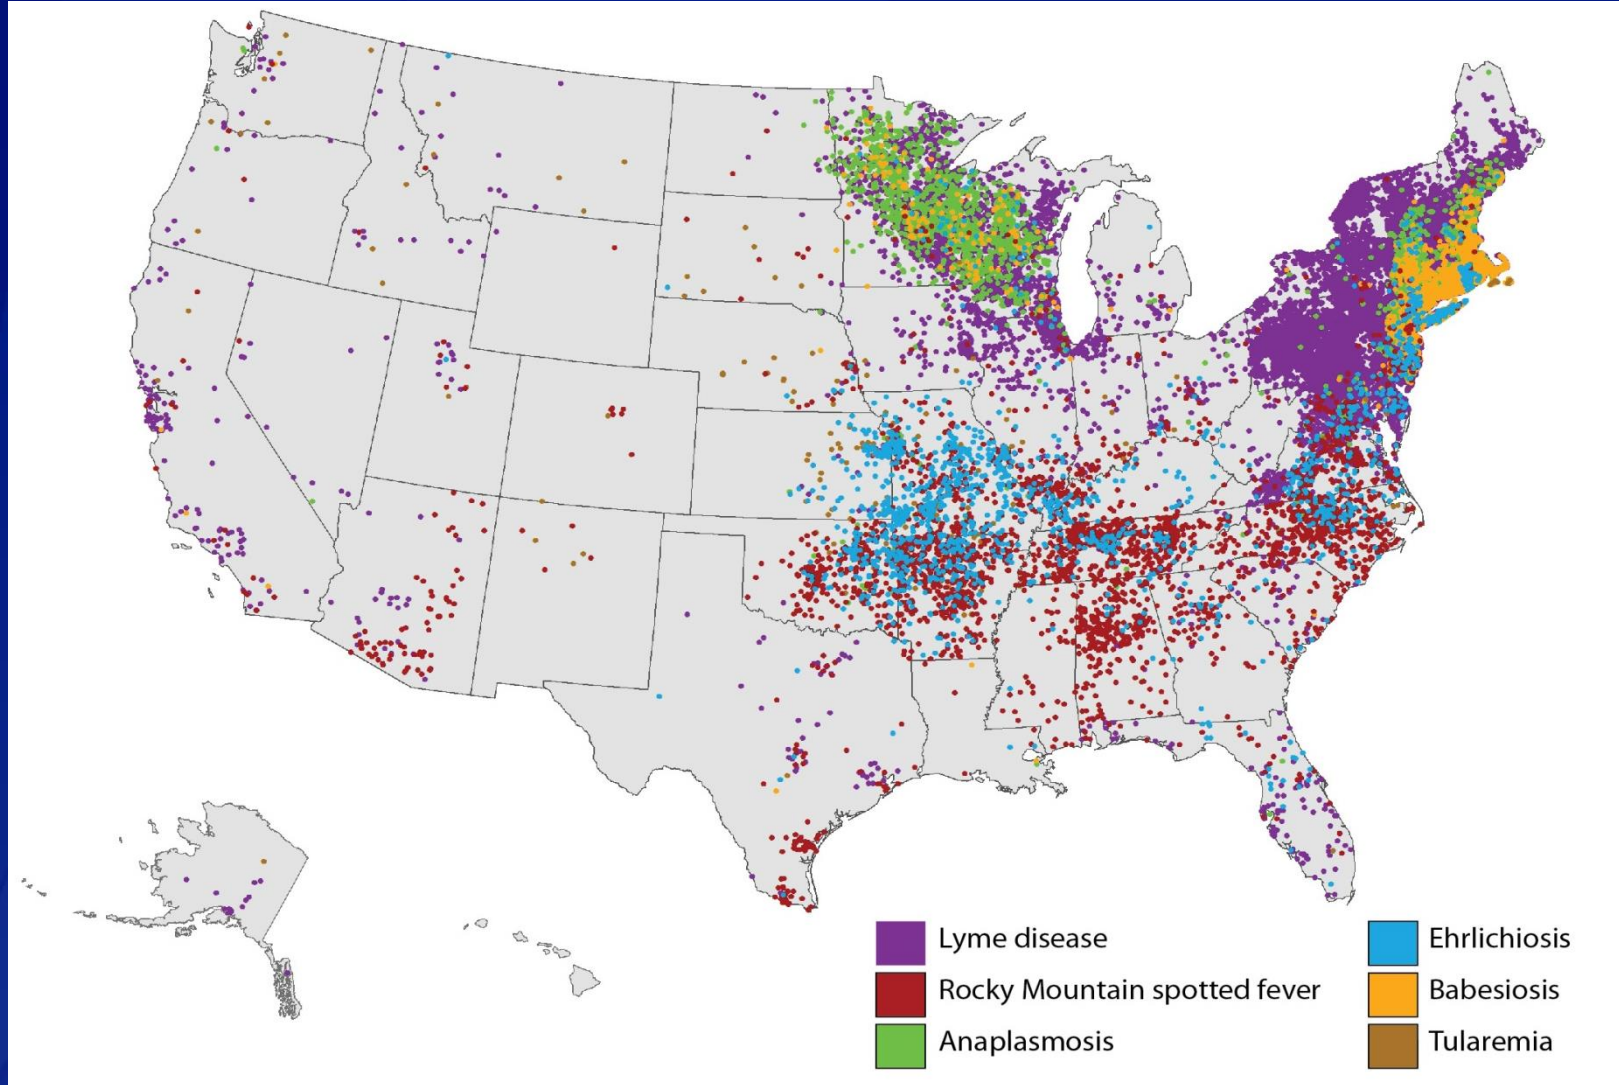 Lyme disease
Rocky Mountain spotted fever
Anaplasmosis
Ehrlichiosis
Babesiosis
Tularemia